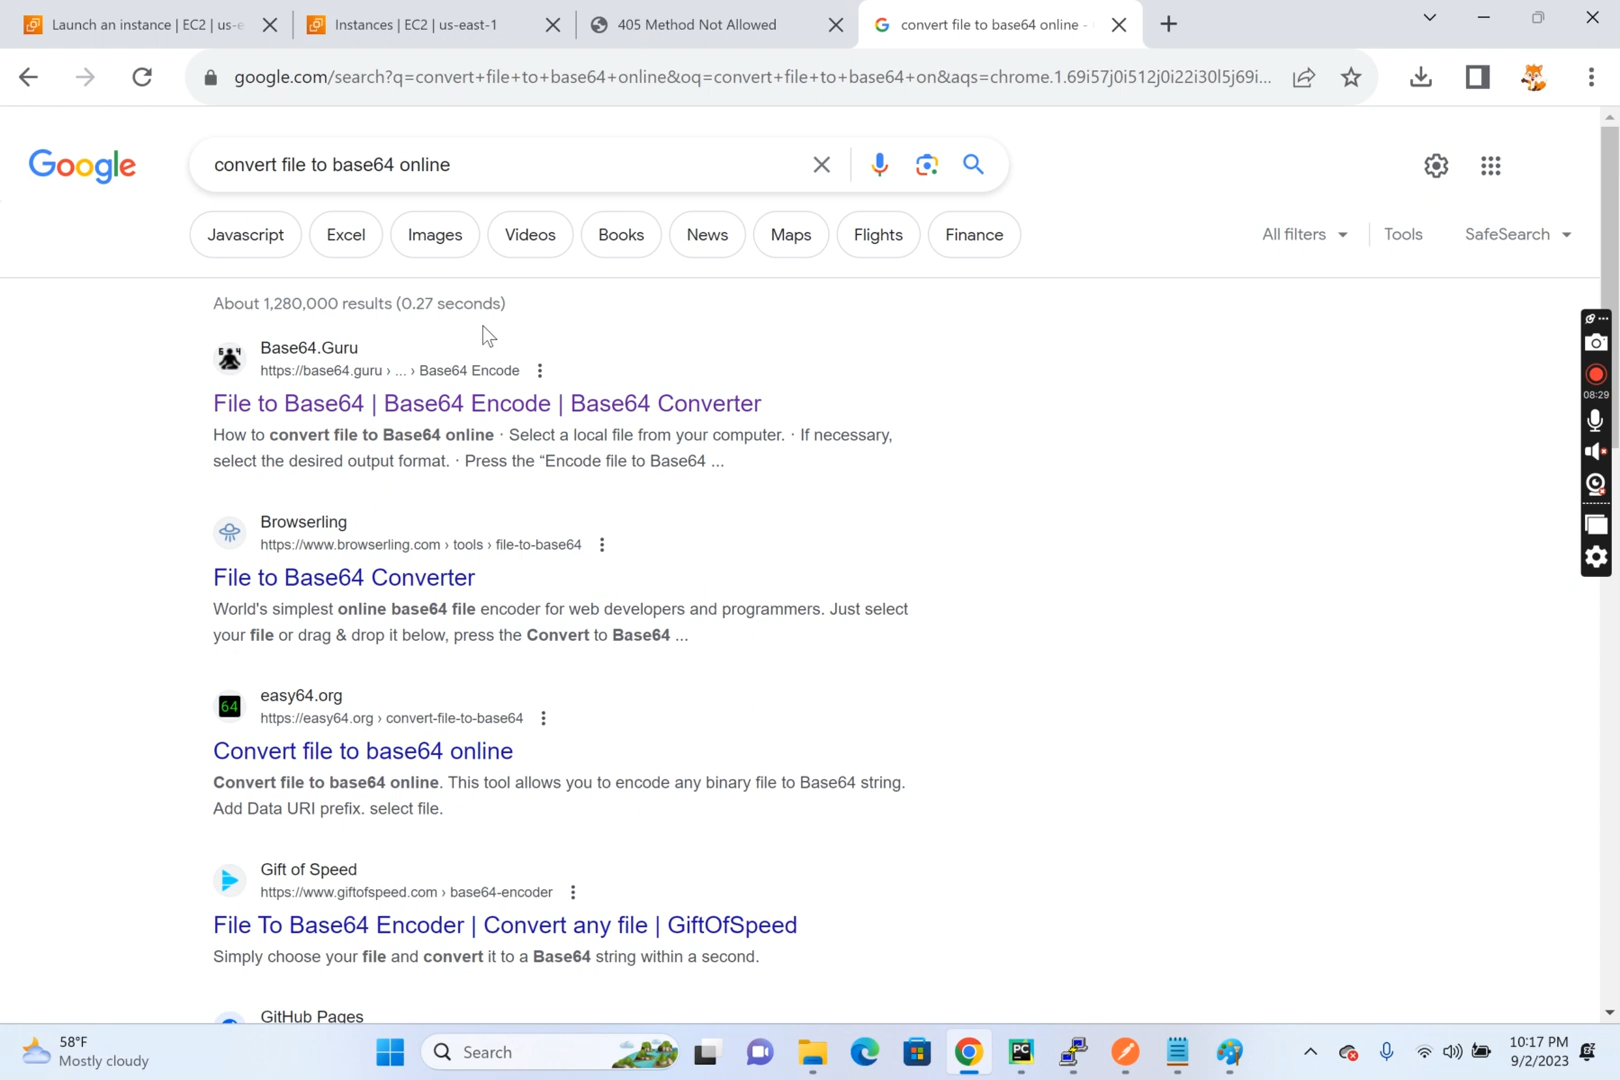 Launch an instance | EC2 | us-e
Instances | EC2 | us-east-1
405 Method Not Allowed
convert file to base64 online -
google.com/search?q=convert+file+to+base64+online&oq=convert+file+to+base64+on&aqs=chrome.1.69i57j0i512j0i22i30l5j69i...
Google
convert file to base64 online
Javascript
Excel
Images
Videos
Books
News
Maps
Flights
Finance
All filters
Tools
SafeSearch
About 1,280,000 results (0.27 seconds)
Base64.Guru
https://base64.guru › ... › Base64 Encode
File to Base64 | Base64 Encode | Base64 Converter
How to convert file to Base64 online · Select a local file from your computer. · If necessary,
select the desired output format. · Press the “Encode file to Base64 ...
Browserling
https://www.browserling.com › tools › file-to-base64
File to Base64 Converter
World's simplest online base64 file encoder for web developers and programmers. Just select
your file or drag & drop it below, press the Convert to Base64 ...
64
easy64.org
https://easy64.org › convert-file-to-base64
Convert file to base64 online
Convert file to base64 online. This tool allows you to encode any binary file to Base64 string.
Add Data URI prefix. select file.
Gift of Speed
https://www.giftofspeed.com › base64-encoder
File To Base64 Encoder | Convert any file | GiftOfSpeed
Simply choose your file and convert it to a Base64 string within a second.
GitHub Pages
08:29
58°F
Mostly cloudy
Search
PC
10:17 PM
9/2/2023